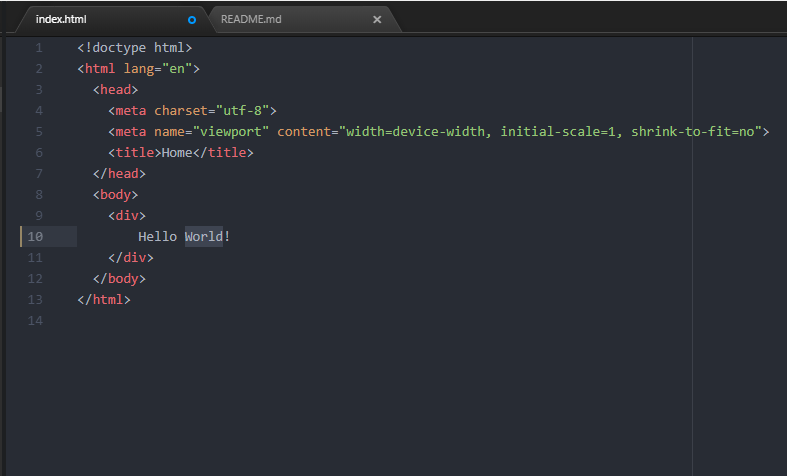 index.html README.md
1 <!doctype html>
2 <html lang="en">
3   <head>
4     <meta charset="utf-8">
5     <meta name="viewport" content="width=device-width, initial-scale=1, shrink-to-fit=no">
6     <title>Home</title>
7   </head>
8   <body>
9     <div>
10         Hello World!
11     </div>
12   </body>
13 </html>
14